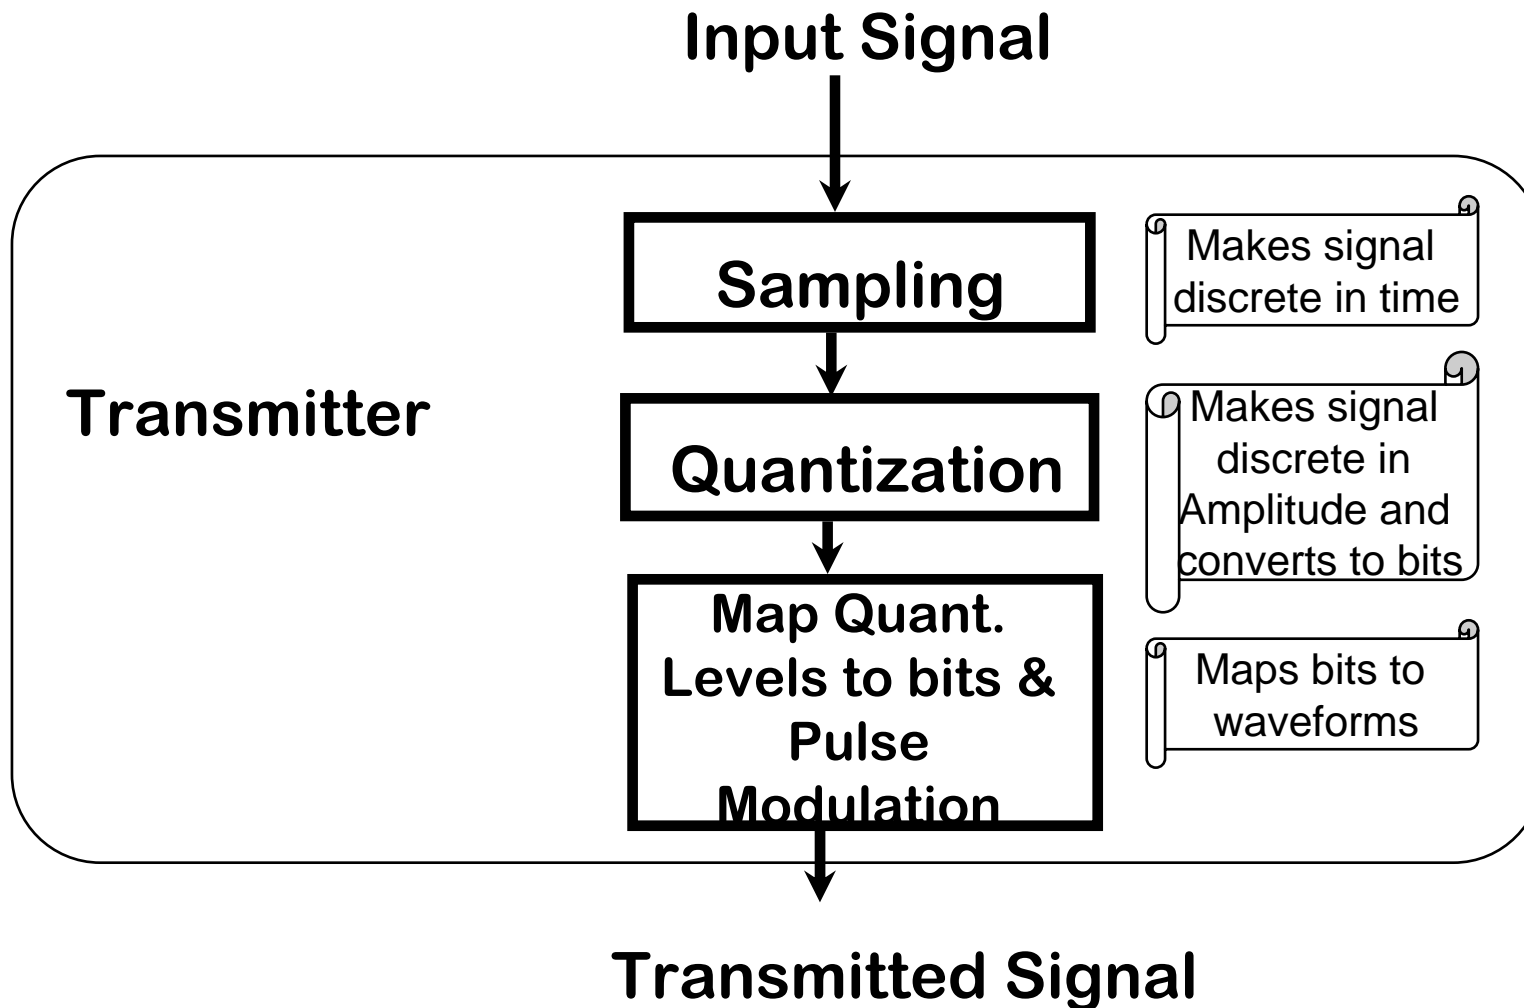 Input Signal
Sampling
Makes signal
discrete in time
Transmitter
Quantization
Makes signal
discrete in
Amplitude and
converts to bits
Map Quant.
Levels to bits &
Pulse
Modulation
Maps bits to
waveforms
Transmitted Signal